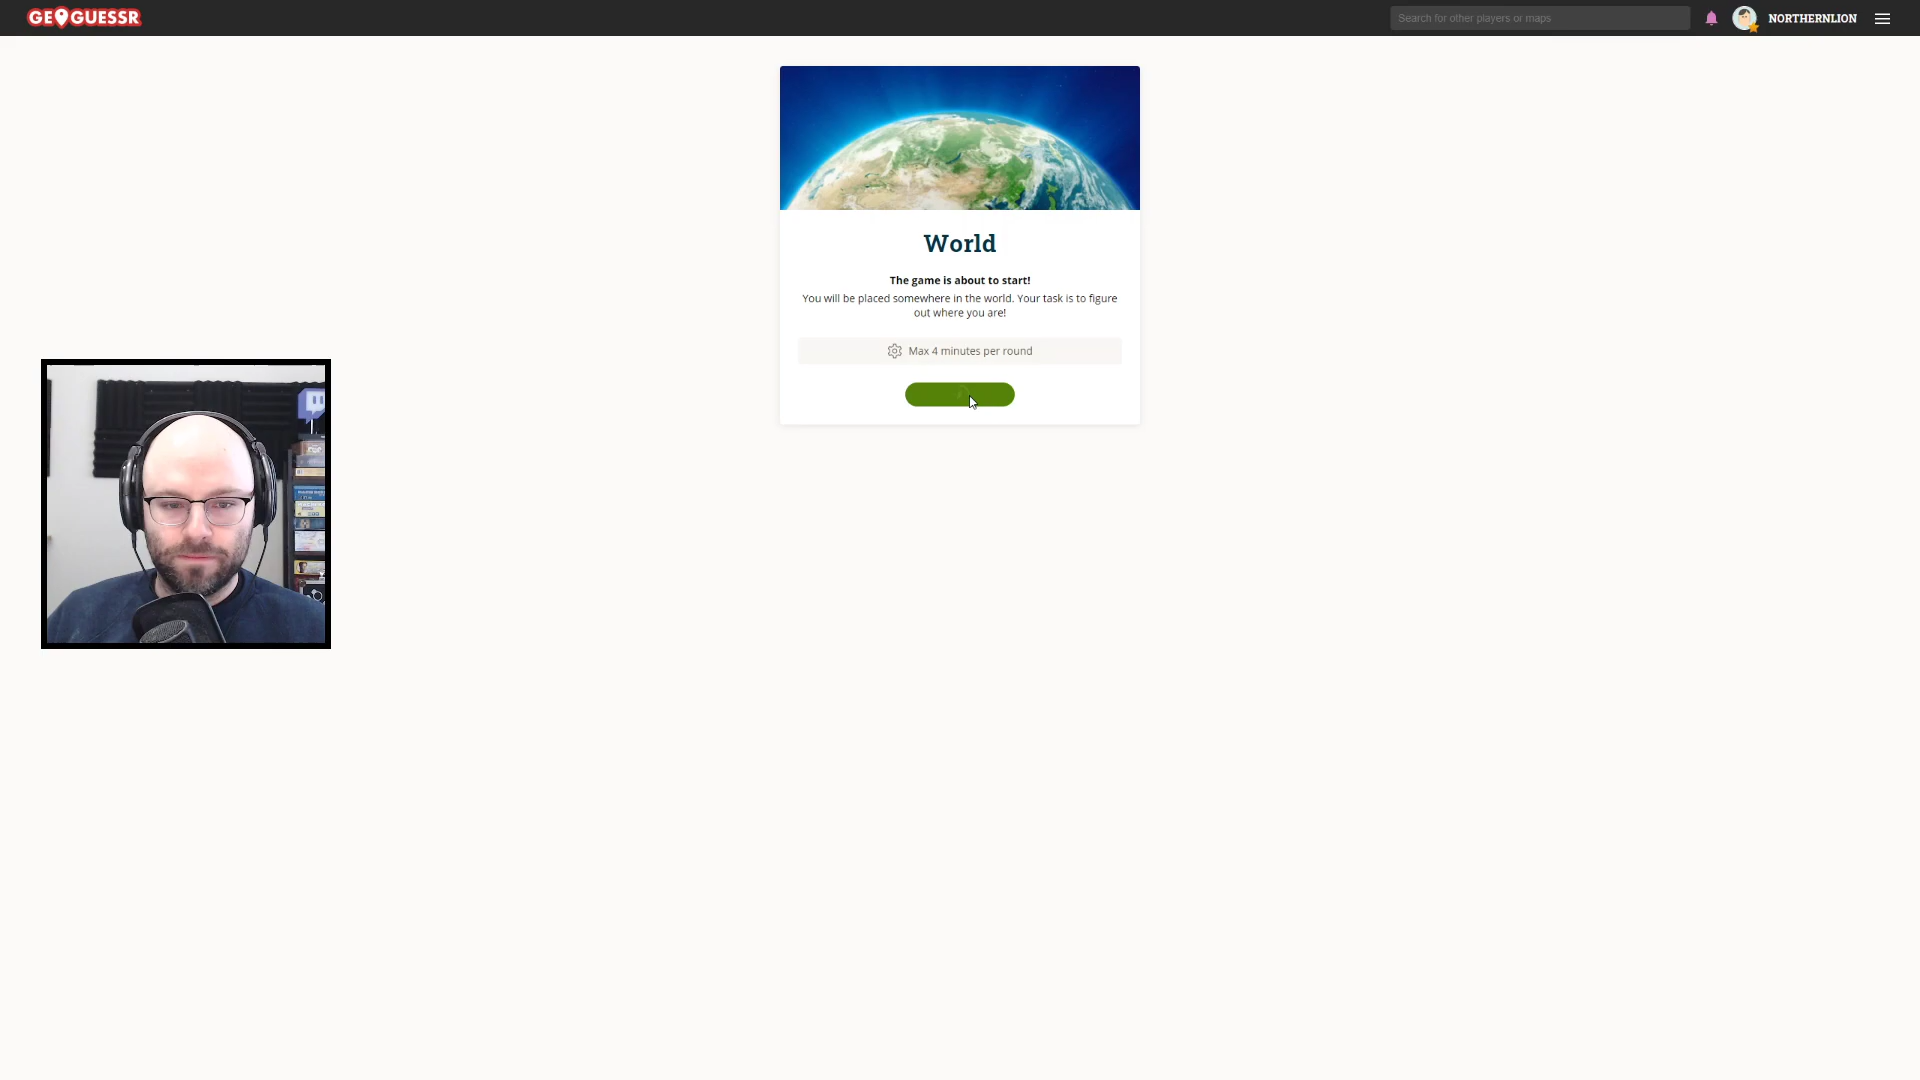 GEOGUESSR
Search for other players or maps
NORTHERNLION
World
The game is about to start!
You will be placed somewhere in the world. Your task is to figure
out where you are!
Max 4 minutes per round